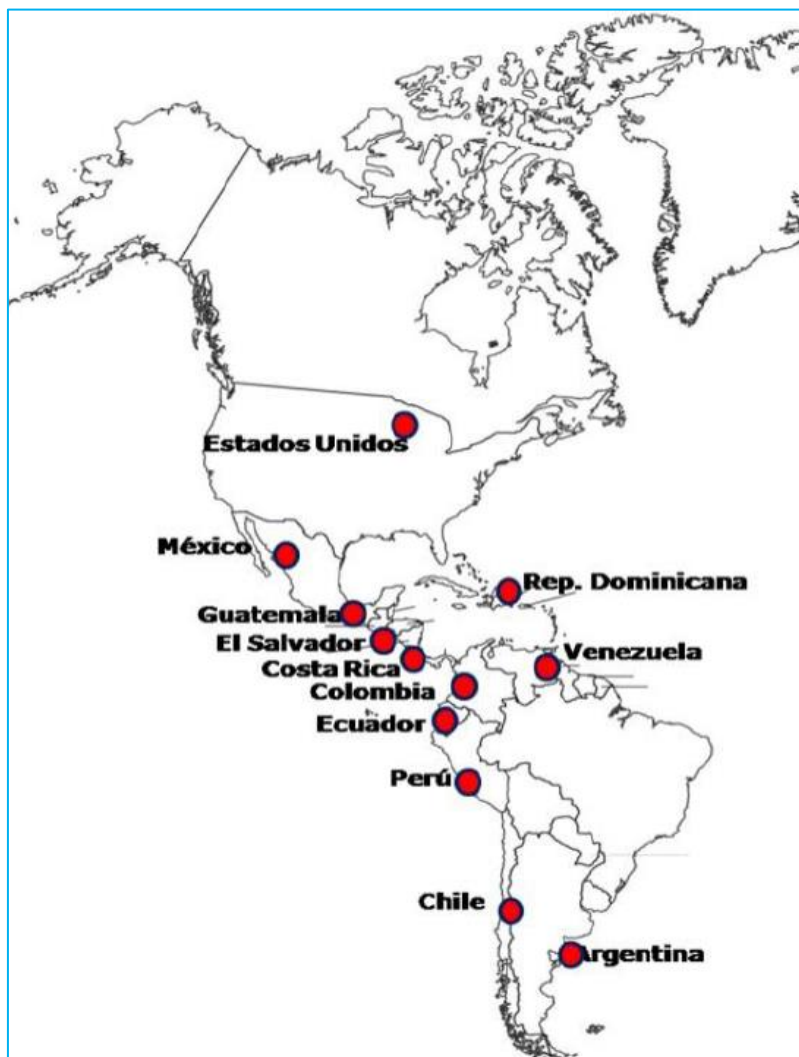 Estados Unidos
México
Rep. Dominicana
Guatemala
El Salvador
Venezuela
Costa Rica
Colombia
Ecuador
Perú
Chile
Argentina